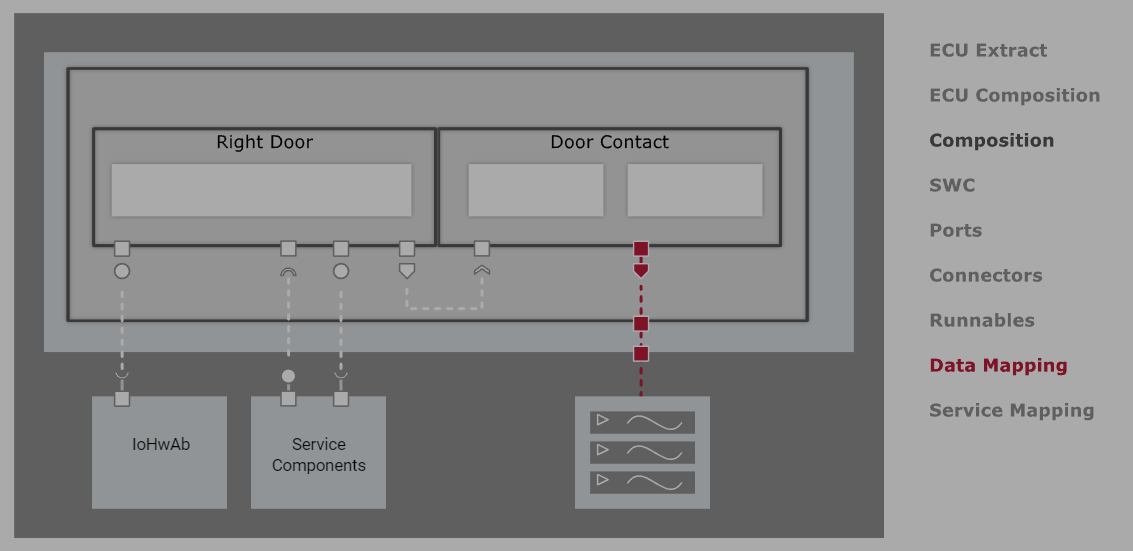 Right Door
Door Contact
IoHwAb
Service
Components
ECU Extract
ECU Composition
Composition
SWC
Ports
Connectors
Runnables
Data Mapping
Service Mapping